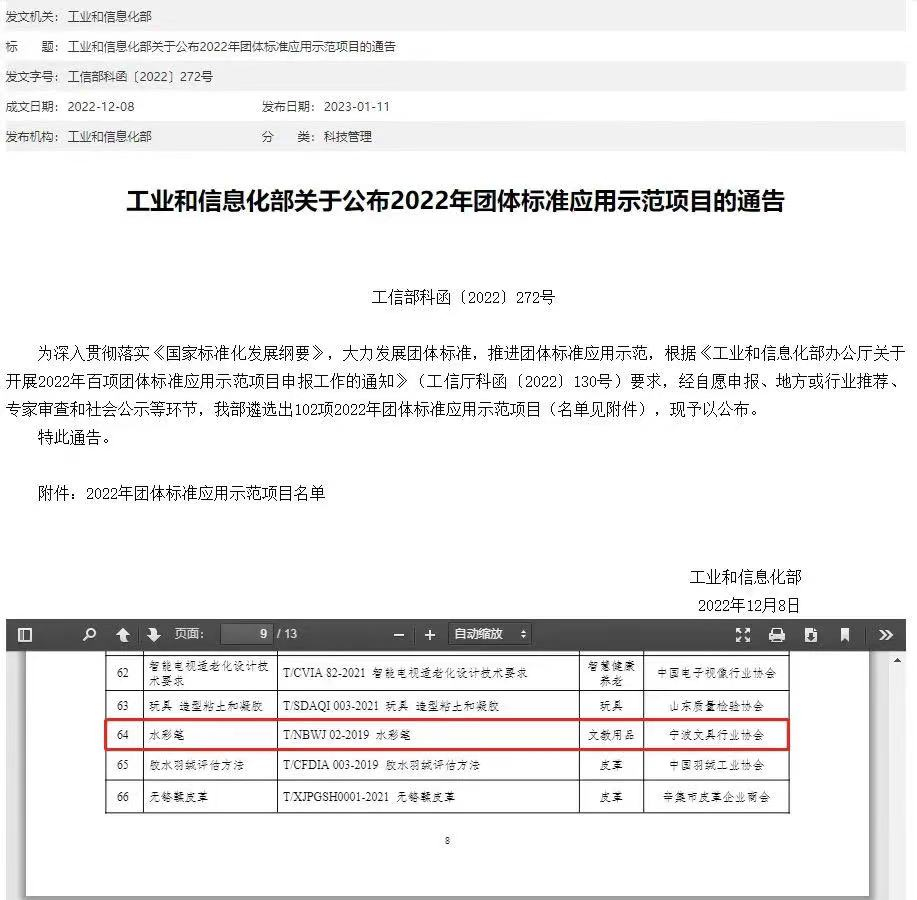 发文机关： 工业和信息化部
标 题： 工业和信息化部关于公布2022年团体标准应用示范项目的通告
发文字号： 工信部科函〔2022〕272号
成文日期： 2022-12-08 发布日期： 2023-01-11
发布机构： 工业和信息化部 分 类： 科技管理
工业和信息化部关于公布2022年团体标准应用示范项目的通告
工信部科函〔2022〕272号
为深入贯彻落实《国家标准化发展纲要》，大力发展团体标准，推进团体标准应用示范，根据《工业和信息化部办公厅关于
开展2022年百项团体标准应用示范项目申报工作的通知》（工信厅科函〔2022〕130号）要求，经自愿申报、地方或行业推荐、
专家审查和社会公示等环节，我部遴选出102项2022年团体标准应用示范项目（名单见附件），现予以公布。
特此通告。
附件：2022年团体标准应用示范项目名单
工业和信息化部
2022年12月8日
页面： 9 / 13 自动缩放
62 智能电视适老化设计技术要求 T/CVIA 82-2021 智能电视适老化设计技术要求 智慧健康养老 中国电子视像行业协会
63 玩具 造型粘土和凝胶 T/SDAQI 003-2021 玩具 造型粘土和凝胶 玩具 山东质量检验协会
64 水彩笔 T/NBWJ 02-2019 水彩笔 文教用品 宁波文具行业协会
65 胶水羽绒评估方法 T/CFDIA 003-2019 胶水羽绒评估方法 皮革 中国羽绒工业协会
66 无铬鞣皮革 T/XJPGSH0001-2021 无铬鞣皮革 皮革 辛集市皮革企业商会
8